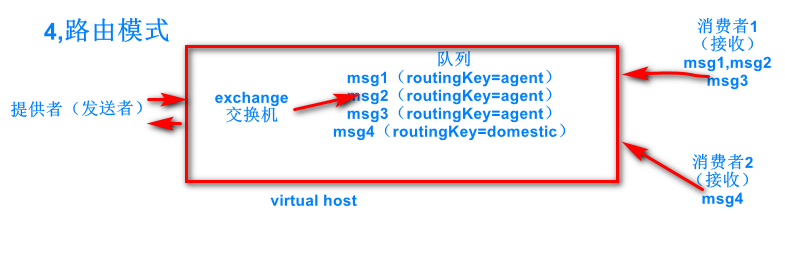 4,路由模式
提供者（发送者）
exchange
交换机
队列
msg1（routingKey=agent）
msg2（routingKey=agent）
msg3（routingKey=agent）
msg4（routingKey=domestic）
virtual host
消费者1
（接收）
msg1,msg2
msg3
消费者2
（接收）
msg4